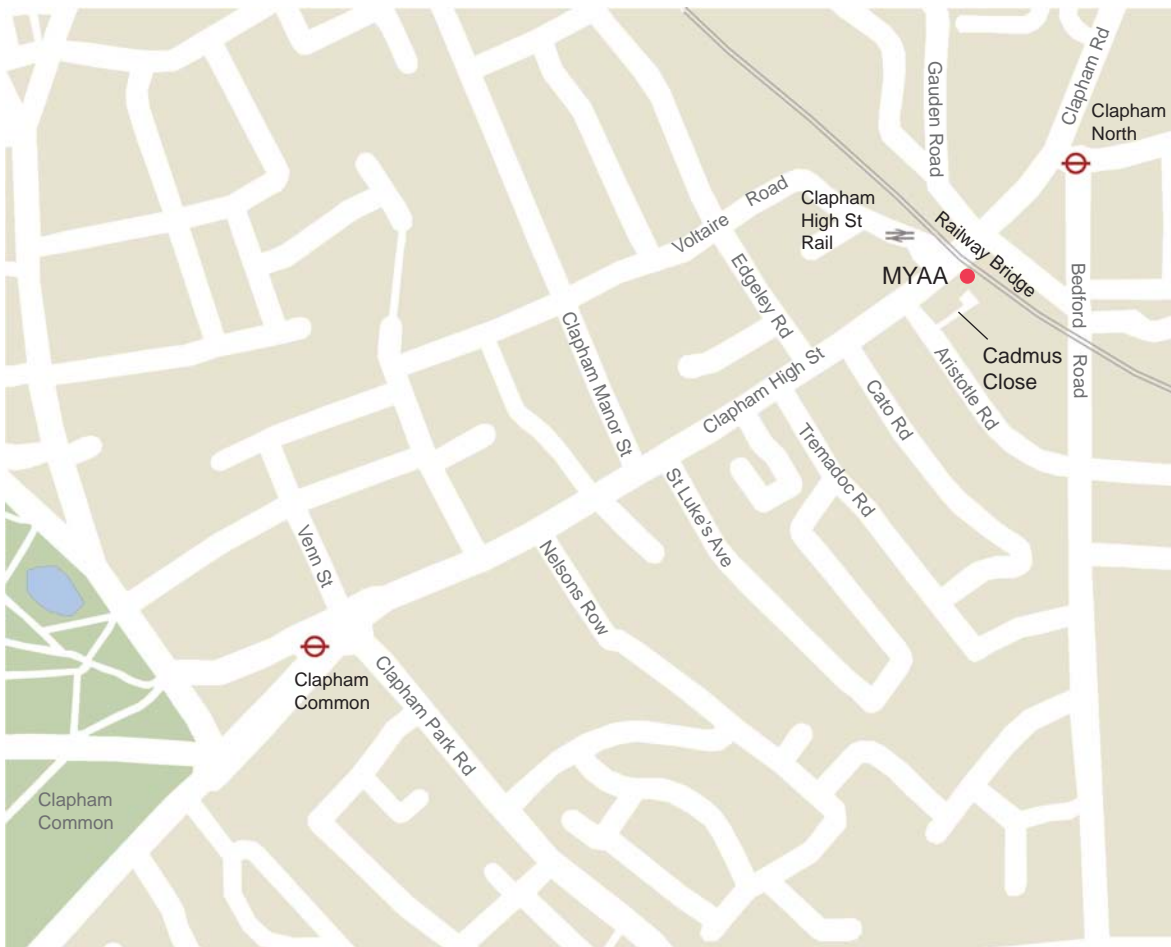 Clapham Rd
Gauden Road
Clapham
North
Voltaire Road
Clapham
High St
Rail
Railway Bridge
MYAA
Edgeley Rd
Bedford Road
Clapham Manor St
Cadmus
Close
Clapham High St
Aristotle Rd
Cato Rd
Tremadoc Rd
St Luke's Ave
Venn St
Nelsons Row
Clapham
Common
Clapham Park Rd
Clapham
Common